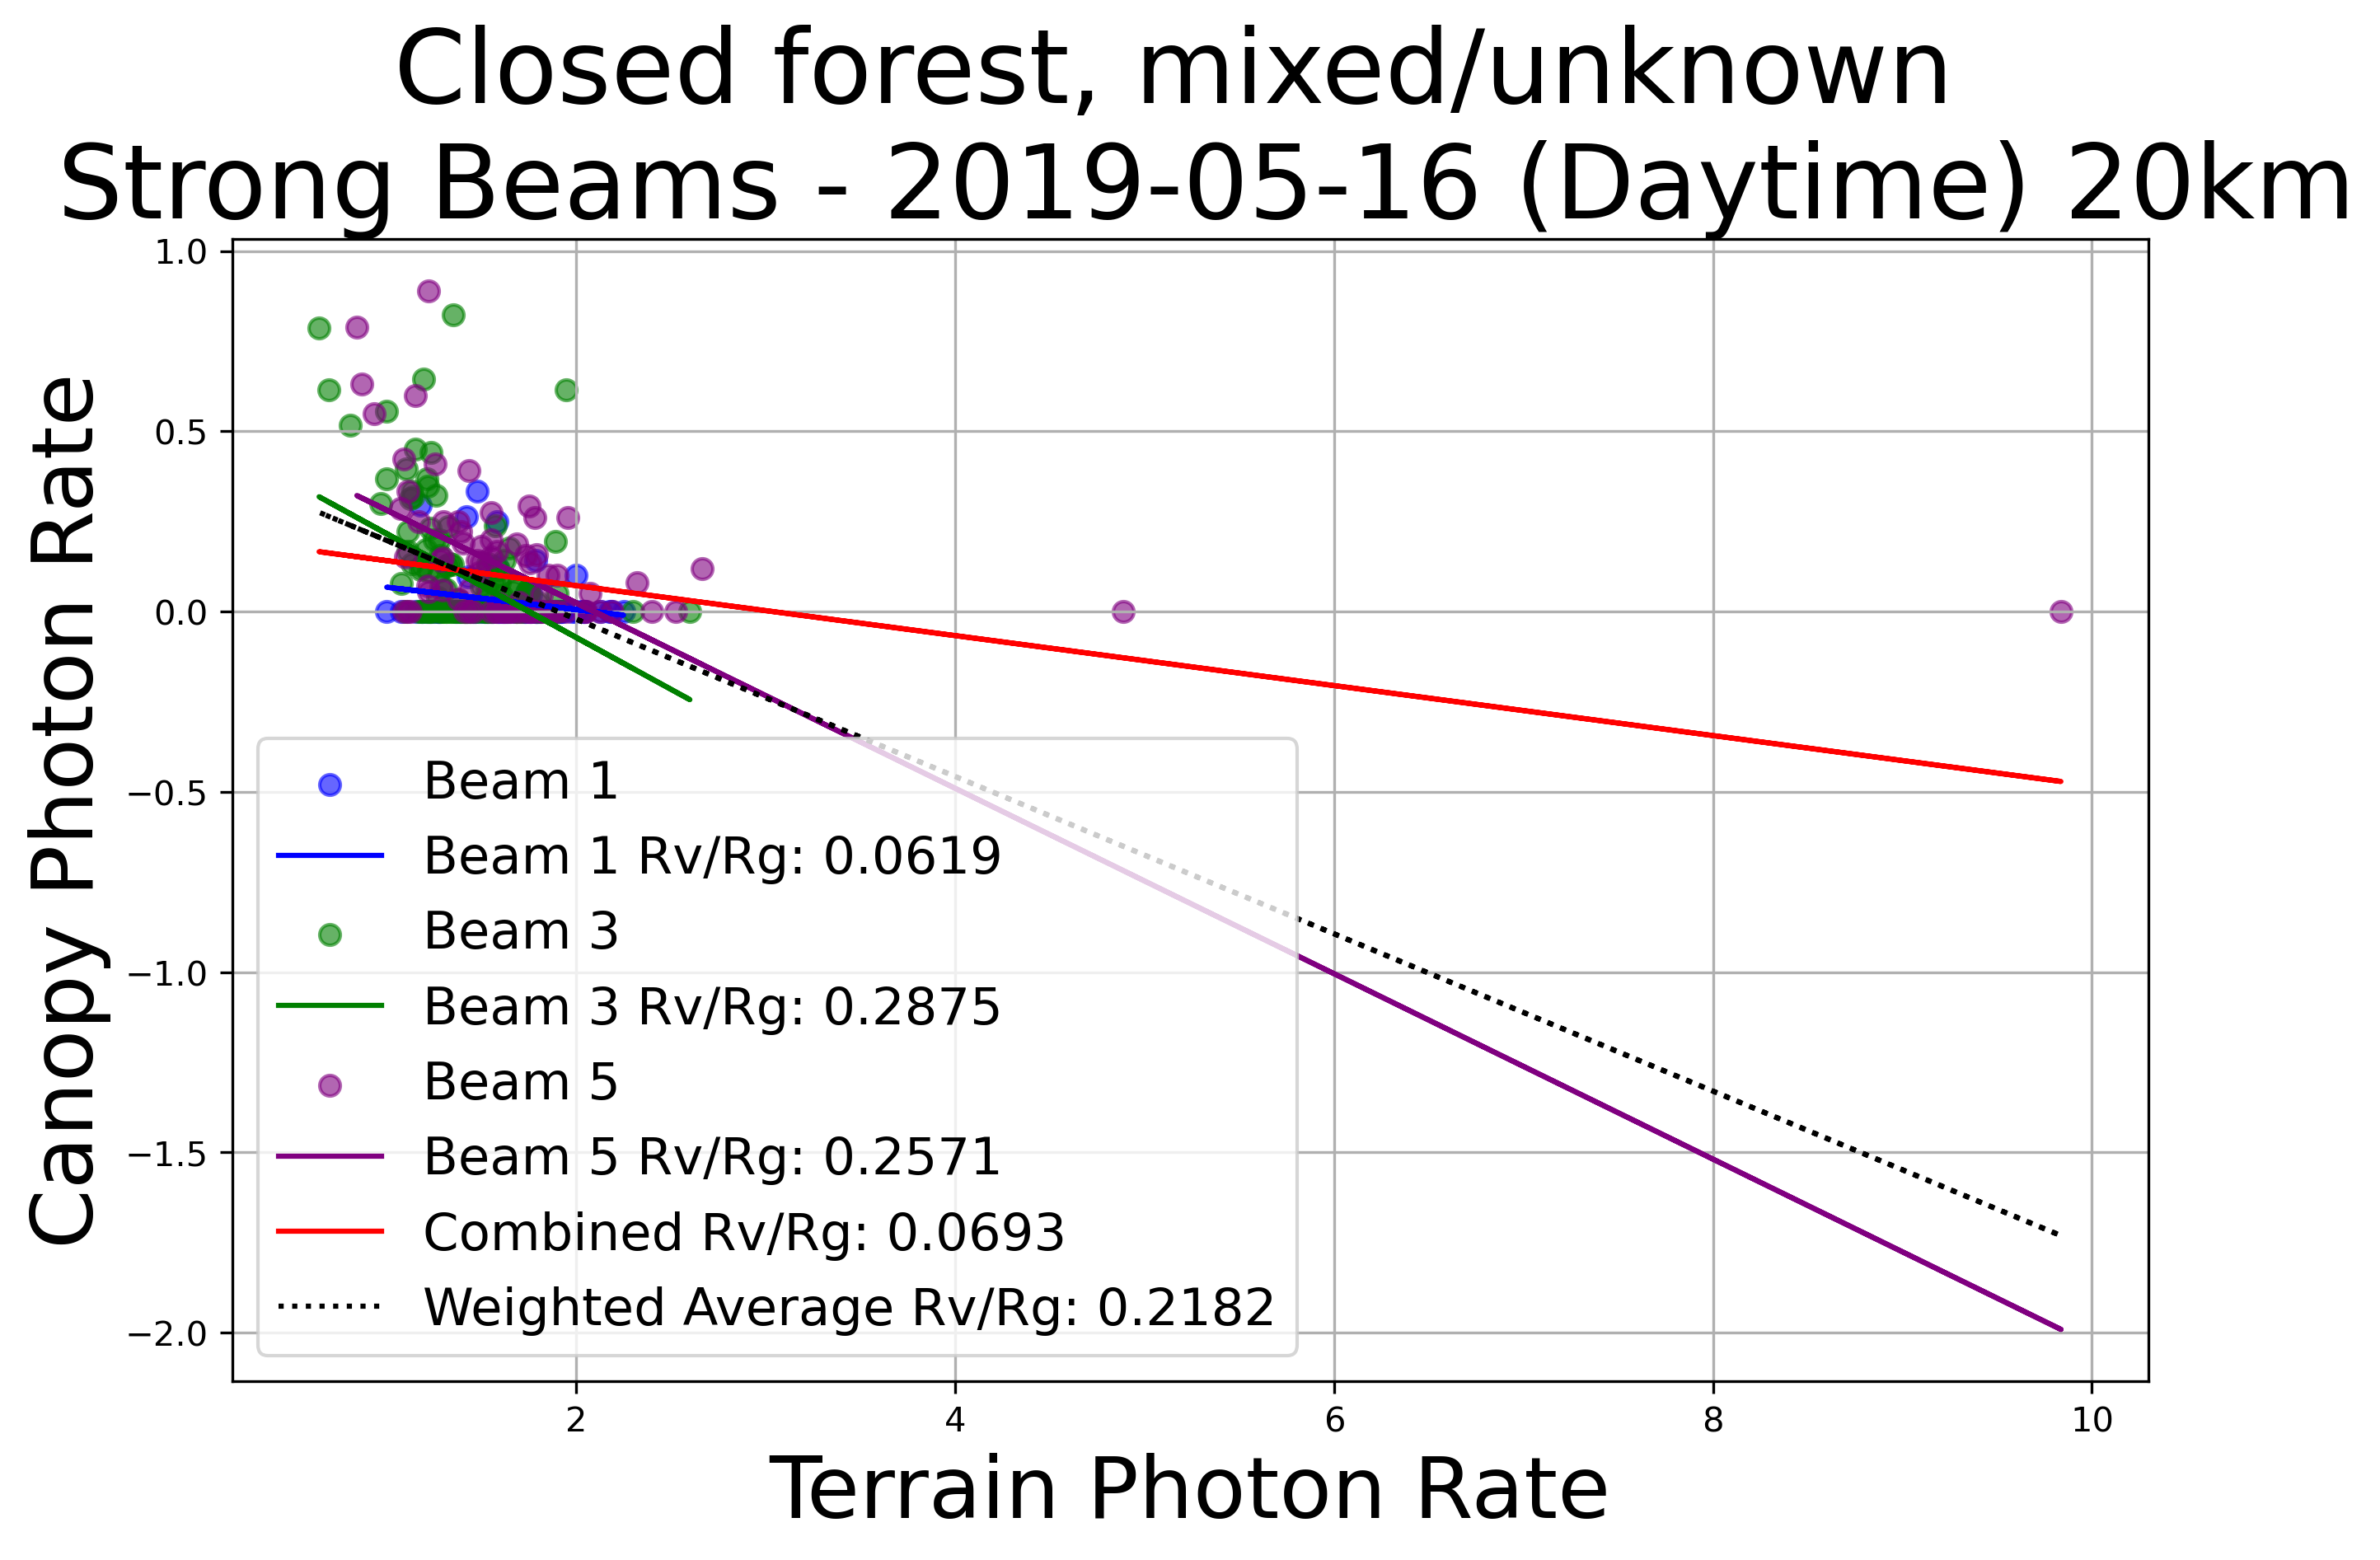 Closed forest, mixed/unknown
Strong Beams - 2019-05-16 (Daytime) 20km
Canopy Photon Rate
1.0
0.5
0.0
−0.5
−1.0
−1.5
−2.0
Beam 1
Beam 1 Rv/Rg: 0.0619
Beam 3
Beam 3 Rv/Rg: 0.2875
Beam 5
Beam 5 Rv/Rg: 0.2571
Combined Rv/Rg: 0.0693
Weighted Average Rv/Rg: 0.2182
2 4 6 8 10
Terrain Photon Rate